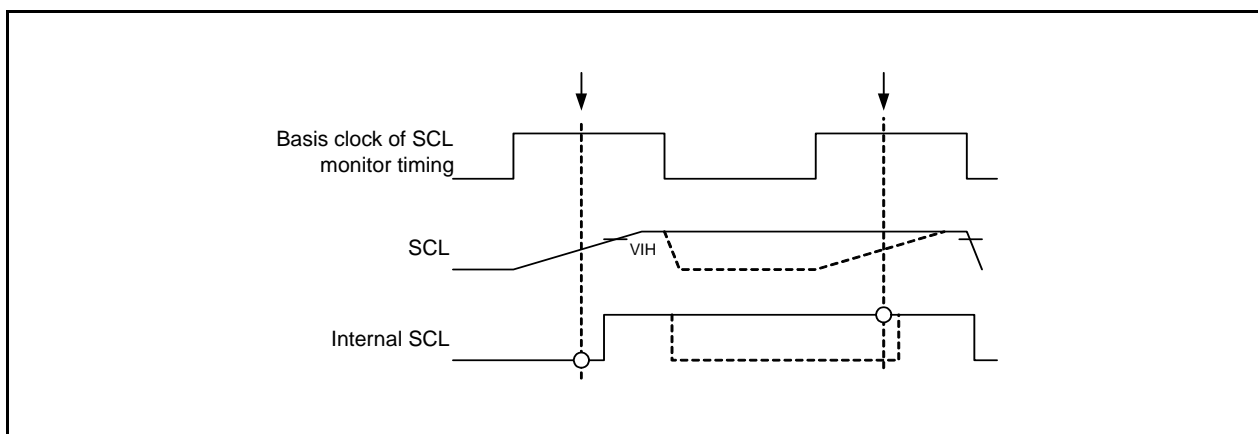 Basis clock of SCL
monitor timing
SCL
VIH
Internal SCL